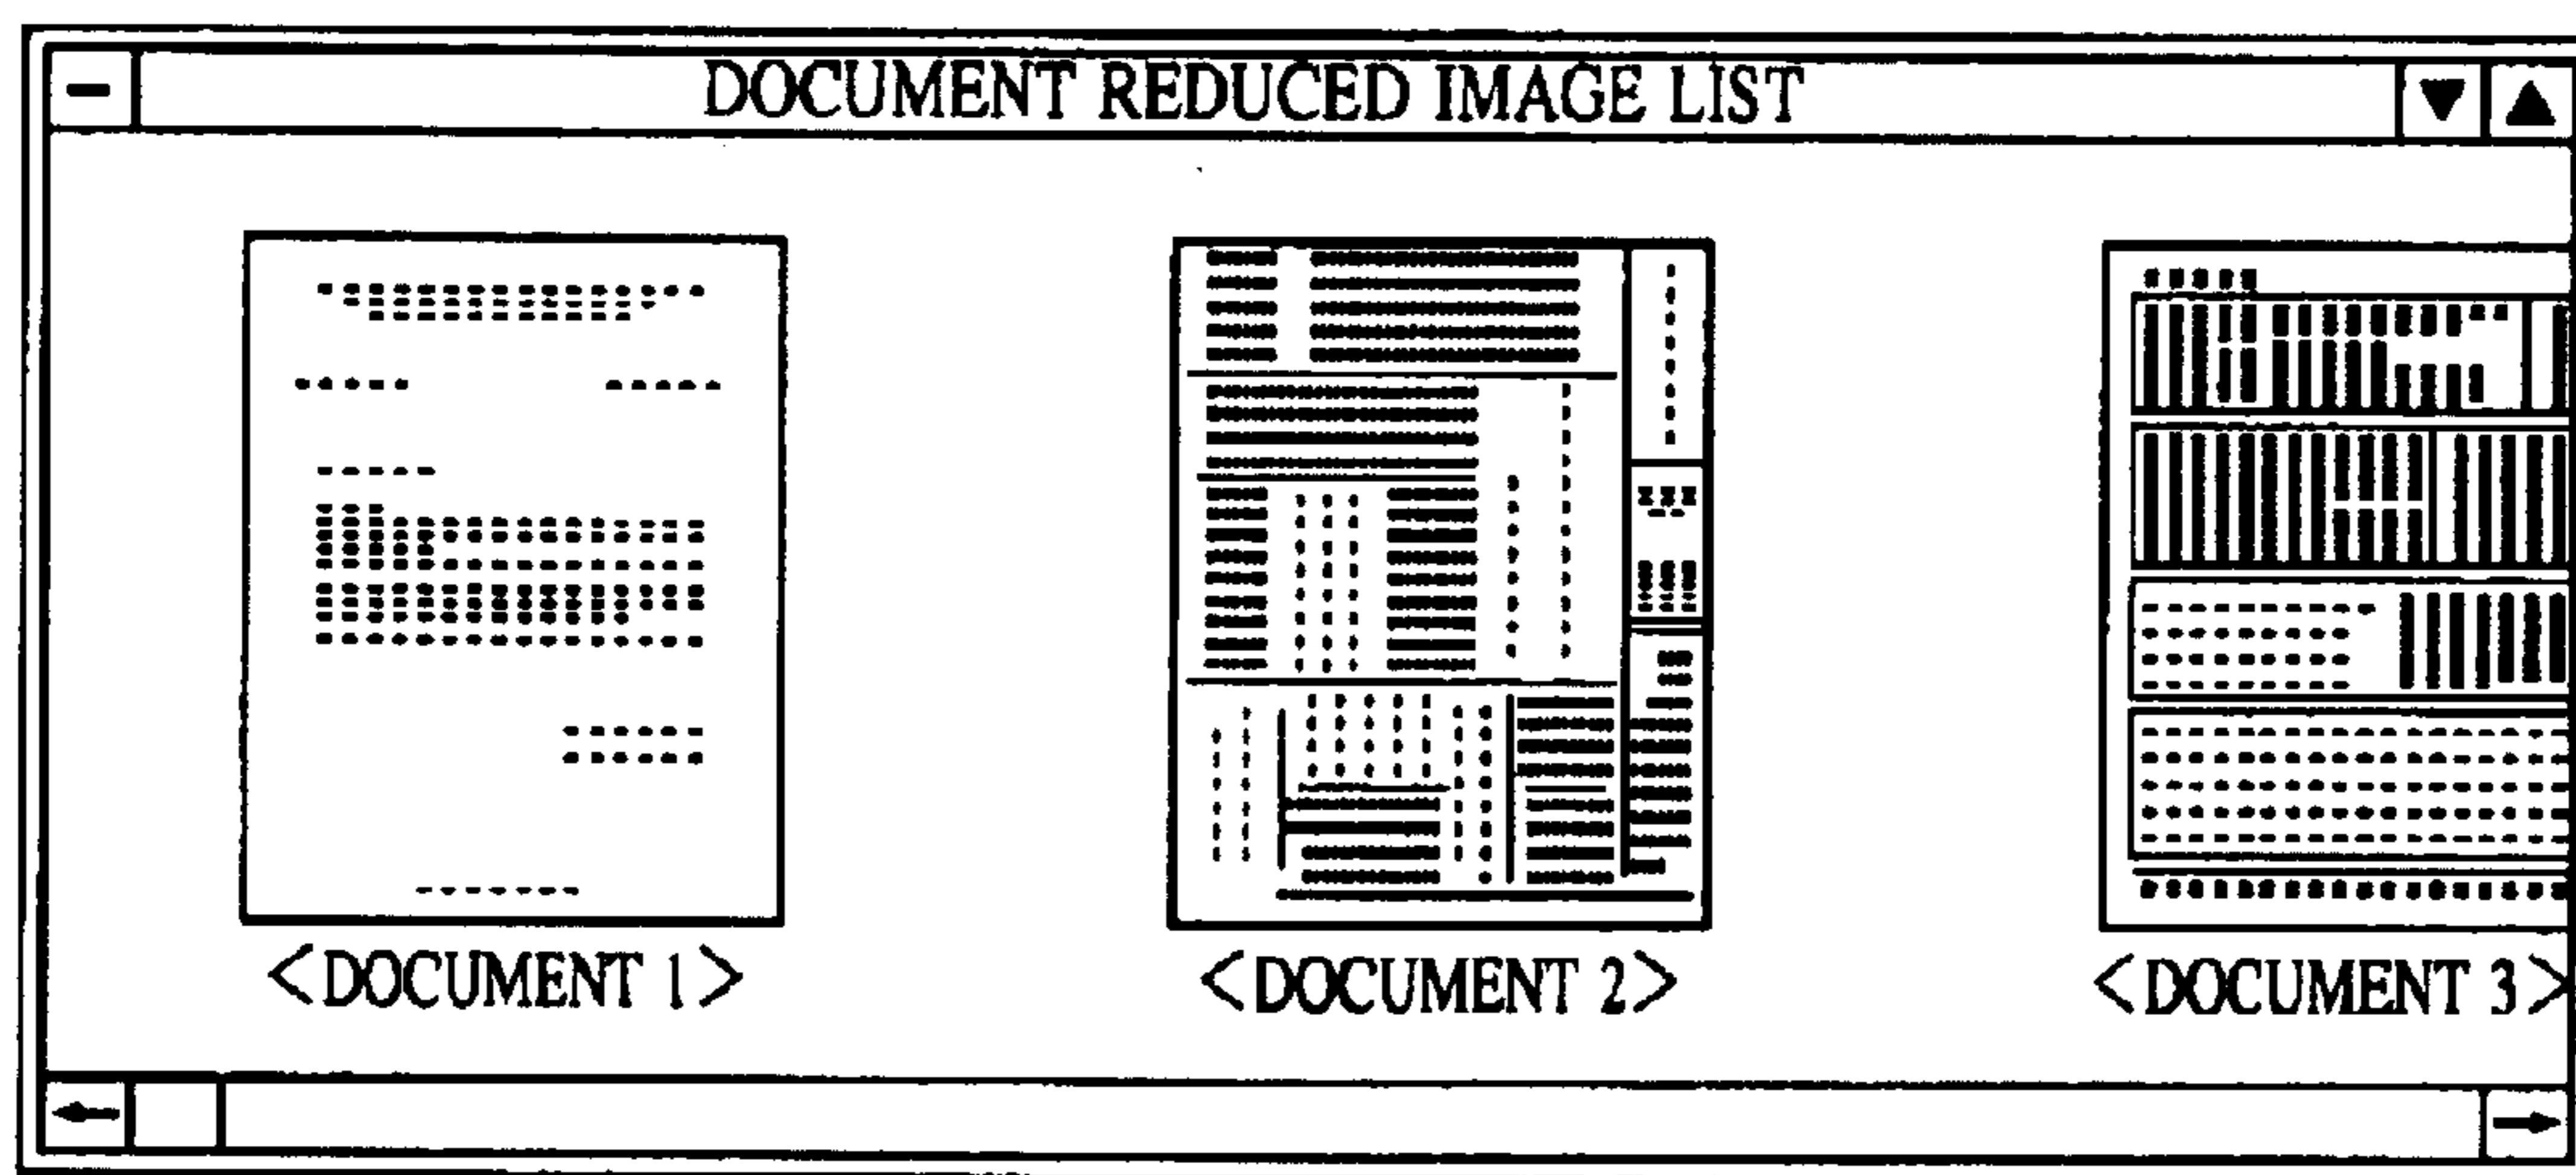 DOCUMENT REDUCED IMAGE LIST
<DOCUMENT 1>
<DOCUMENT 2>
<DOCUMENT 3>